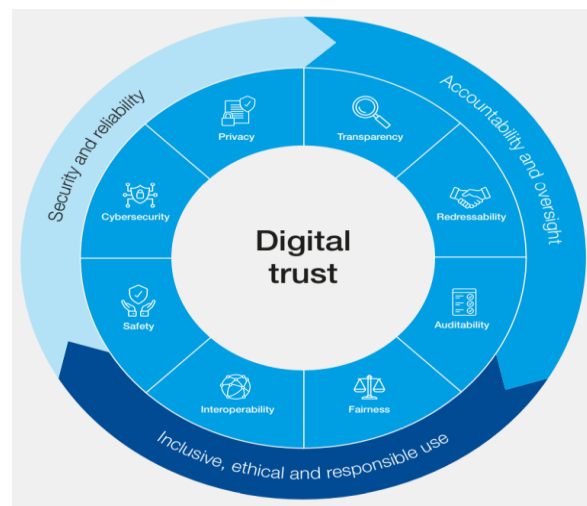 Security and reliability
Accountability and oversight
Inclusive, ethical and responsible use
Privacy
Transparency
Cybersecurity
Redressability
Digital
trust
Safety
Auditability
Interoperability
Fairness